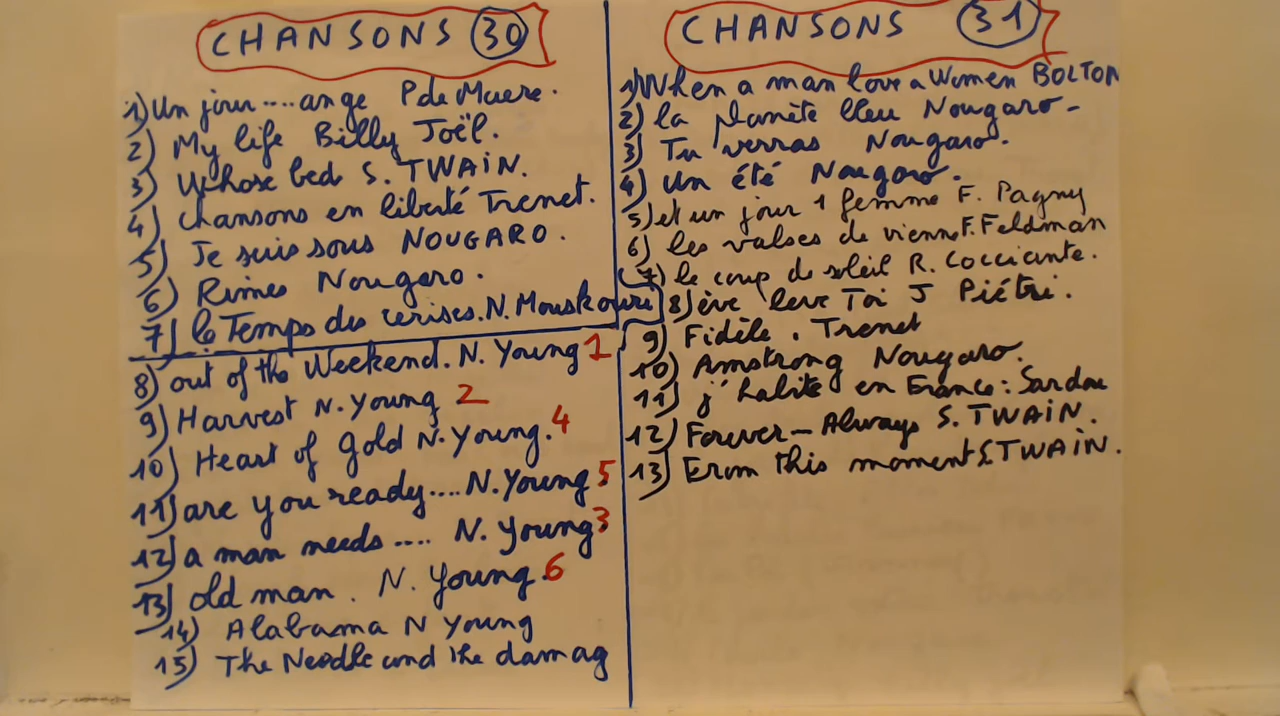 CHANSONS 30
1) Un jour .... ange P de Maere.
2) My life Billy Joël.
3) Whose bed S. TWAIN.
4) chansons en liberté Trenet.
5) Je suis sous NOUGARO.
6) Rimes Nougaro.
7) le Temps des cerises. N. Mouskouri
8) out of the Weekend. N. Young 1
9) Harvest N. Young 2
10) Heart of Gold N. Young. 4
11) are you ready.... N. Young 5
12) a man needs .... N. Young 3
13) old man. N. Young. 6
14) Alabama N Young
15) The Needle and the damag
CHANSONS 31
1) When a man love a Women BOLTON
2) la planète bleu Nougaro-
3) Tu verras Nougaro.
4) un été Nougaro.
5) et un jour 1 femme F. Pagny
6) les valses de vienne F. Feldman
7) le coup de soleil R. Cocciante.
8) ève lève Toi J Piétri.
9) Fidèle. Trenet
10) Armstrong Nougaro.
11) j'habite en France: Sardou
12) Forever - Always S. TWAIN.
13) From this moment S. TWAIN.